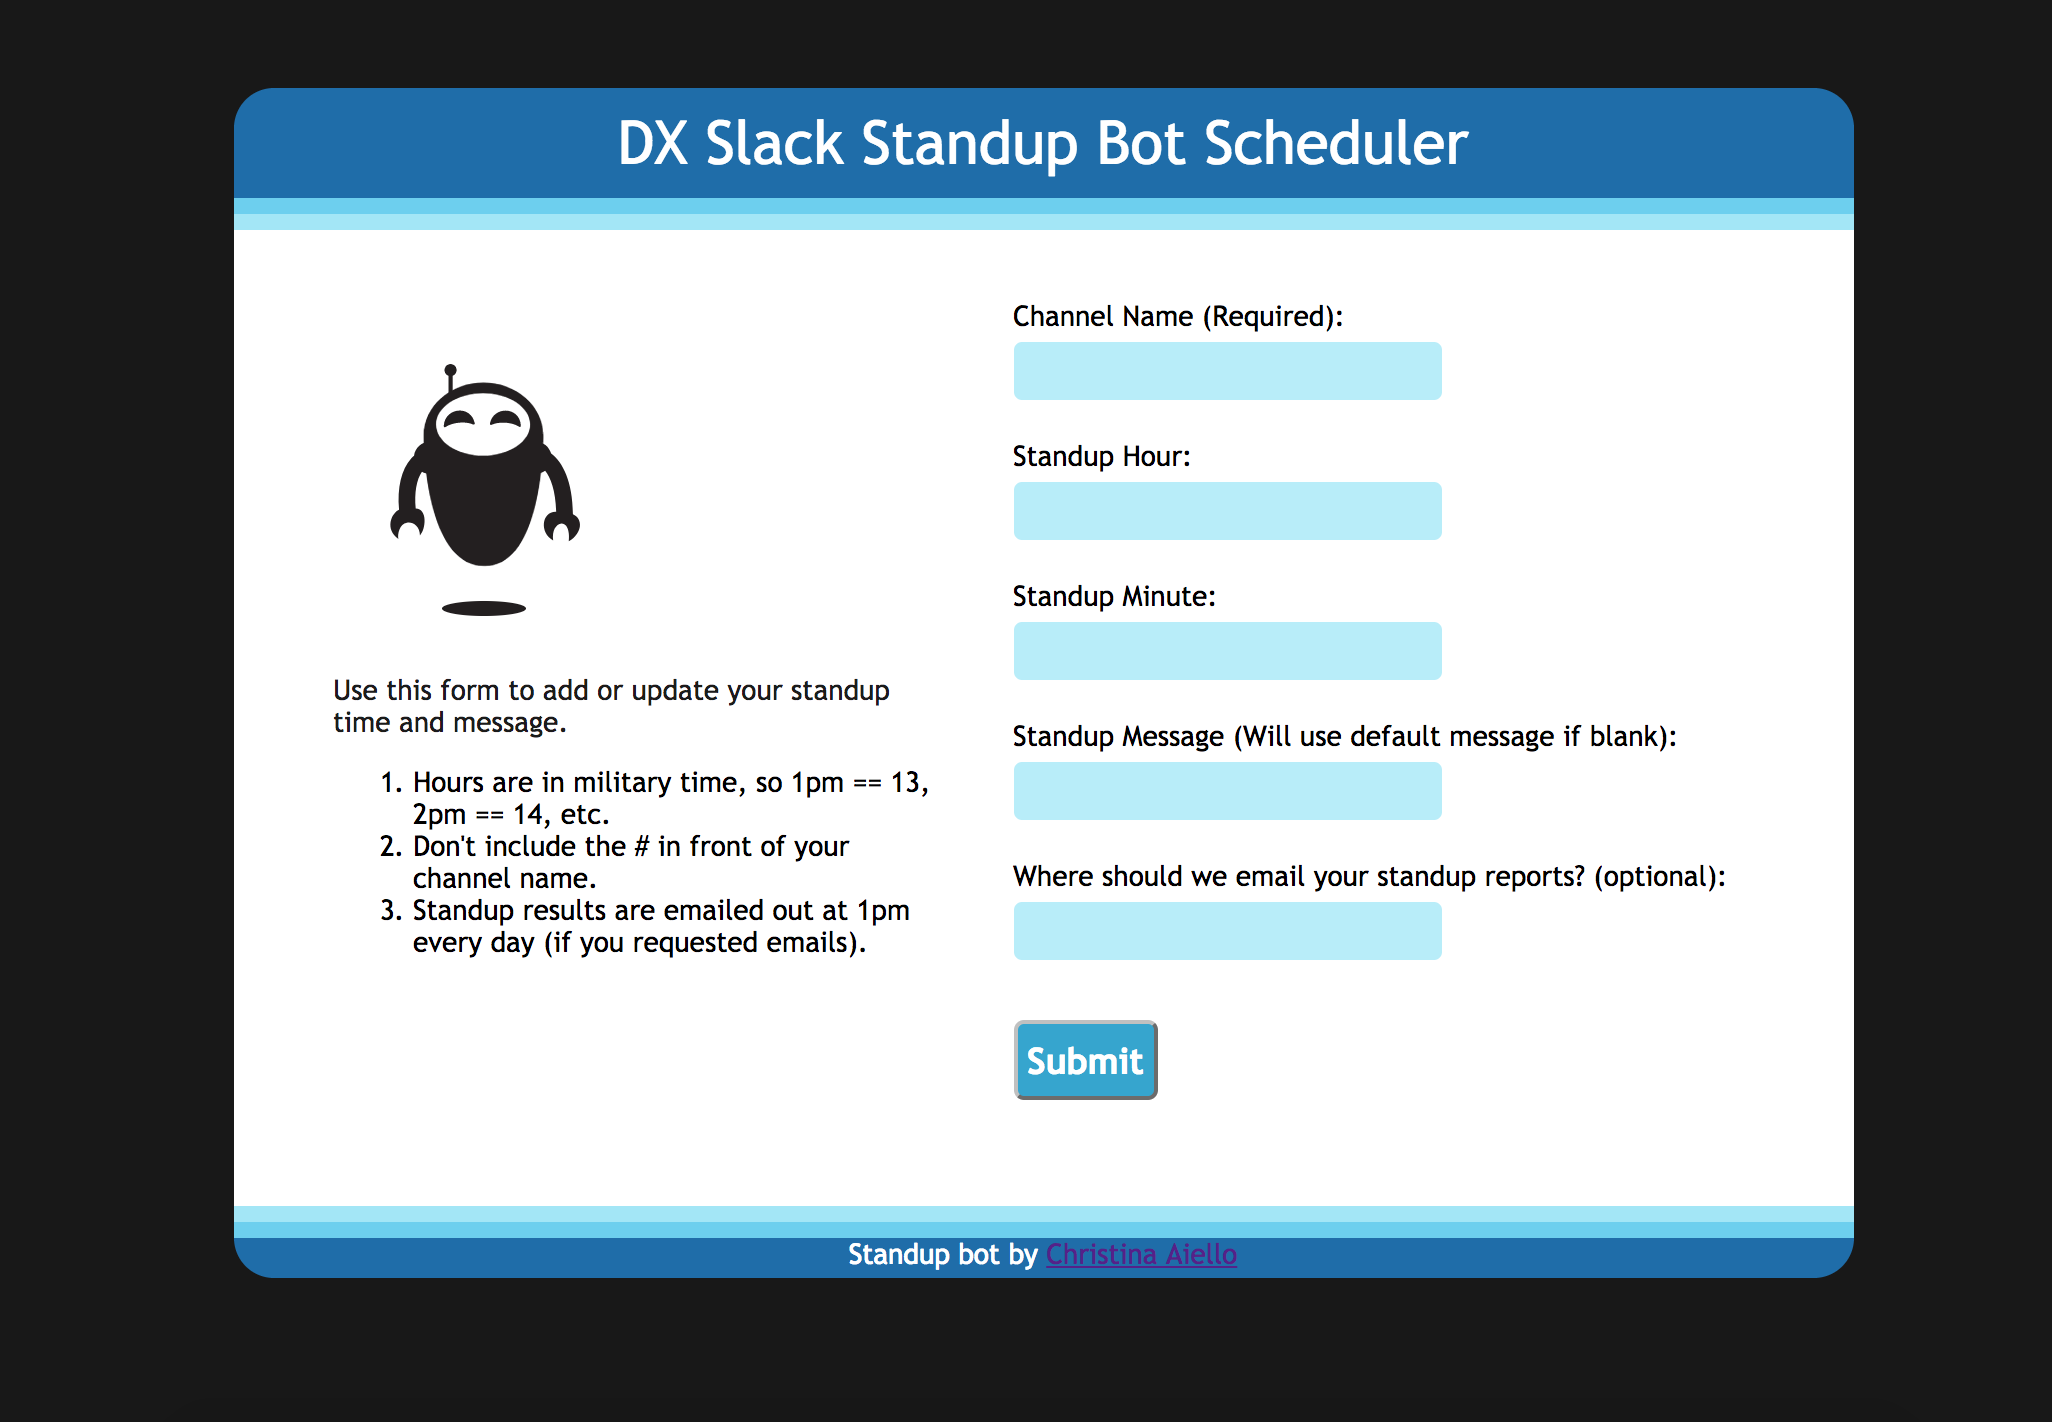 DX Slack Standup Bot Scheduler
Use this form to add or update your standup
time and message.
1. Hours are in military time, so 1pm == 13,
2pm == 14, etc.
2. Don't include the # in front of your
channel name.
3. Standup results are emailed out at 1pm
every day (if you requested emails).
Channel Name (Required):
Standup Hour:
Standup Minute:
Standup Message (Will use default message if blank):
Where should we email your standup reports? (optional):
Submit
Standup bot by Christina Aiello